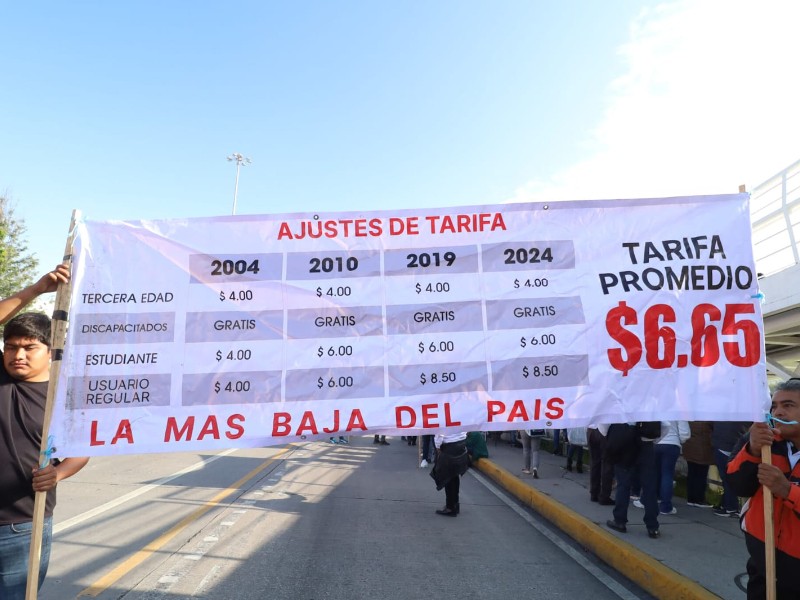 AJUSTES DE TARIFA
2004 2010 2019 2024
TERCERA EDAD $ 4.00 $ 4.00 $ 4.00 $ 4.00
DISCAPACITADOS GRATIS GRATIS GRATIS GRATIS
ESTUDIANTE $ 4.00 $ 6.00 $ 6.00 $ 6.00
USUARIO REGULAR $ 4.00 $ 6.00 $ 8.50 $ 8.50
LA MAS BAJA DEL PAIS
TARIFA
PROMEDIO
$6.65